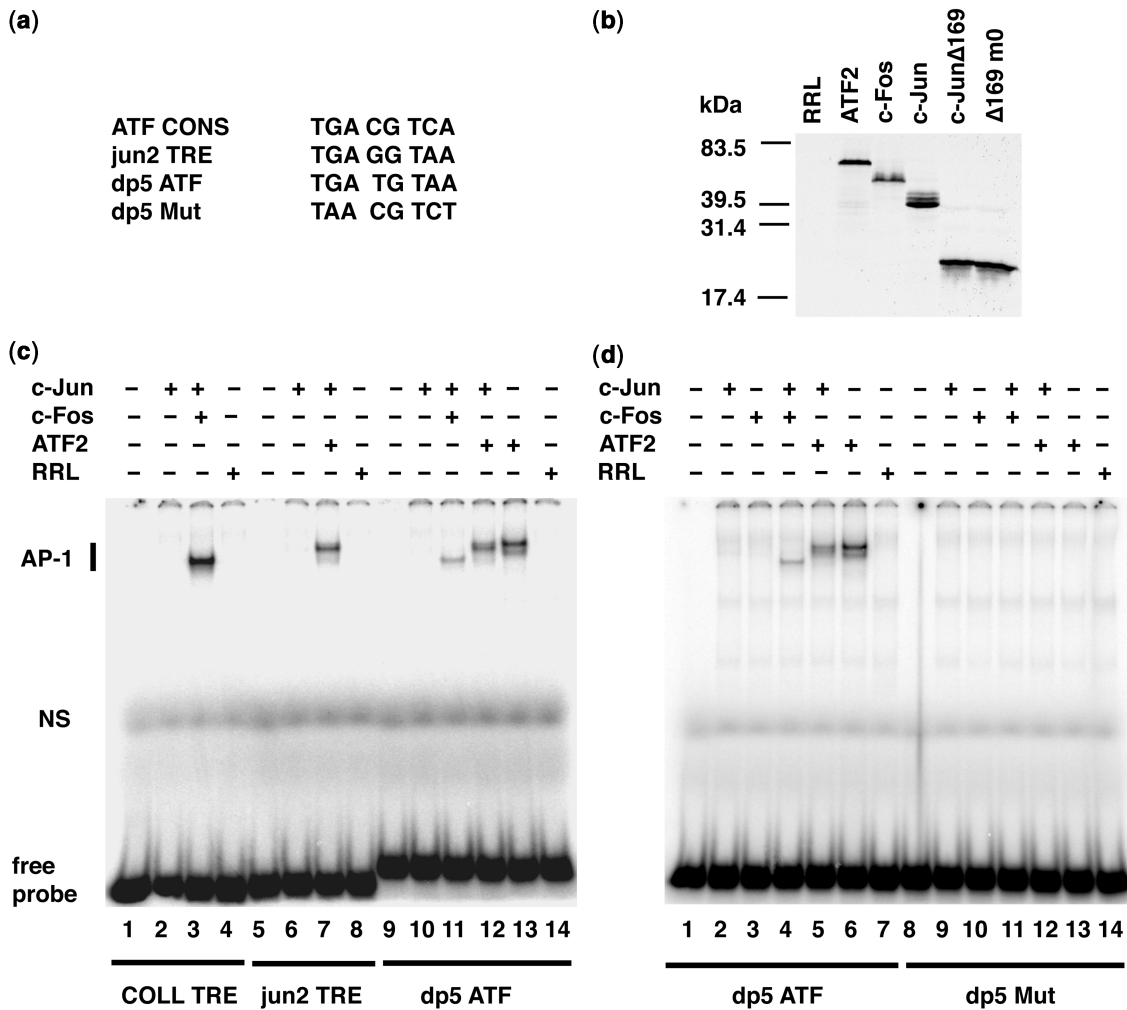 (a)
ATF CONS TGA CG TCA
jun2 TRE TGA GG TAA
dp5 ATF TGA TG TAA
dp5 Mut TAA CG TCT
(b)
kDa RRL ATF2 c-Fos c-Jun c-JunΔ169 Δ169 m0
83.5
39.5
31.4
17.4
(c)
c-Jun – + + – – + + – – + + + – –
c-Fos – – + – – – – – – – + – – –
ATF2 – – – – – – + – – – – + + –
RRL – – – + – – – + – – – – – +
AP-1
NS
free
probe
1 2 3 4 5 6 7 8 9 10 11 12 13 14
COLL TRE jun2 TRE dp5 ATF
(d)
c-Jun – + – + + – – – + – + + – –
c-Fos – – + + – – – – – + + – – –
ATF2 – – – – + + – – – – – + + –
RRL – – – – – – + – – – – – – +
1 2 3 4 5 6 7 8 9 10 11 12 13 14
dp5 ATF dp5 Mut